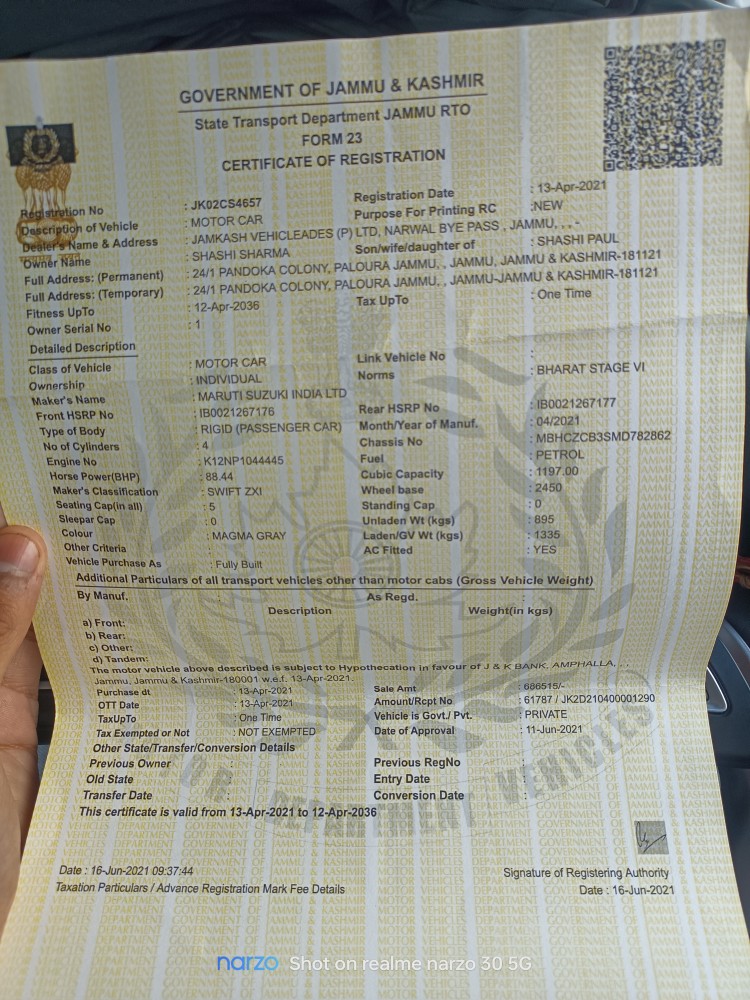 GOVERNMENT OF JAMMU & KASHMIR
State Transport Department JAMMU RTO
FORM 23
CERTIFICATE OF REGISTRATION
Registration No : JK02CS4657 Registration Date : 13-Apr-2021
Description of Vehicle : MOTOR CAR Purpose For Printing RC :NEW
Dealer's Name & Address : JAMKASH VEHICLEADES (P) LTD, NARWAL BYE PASS , JAMMU, , , -
Owner Name : SHASHI SHARMA Son/wife/daughter of : SHASHI PAUL
Full Address: (Permanent) : 24/1 PANDOKA COLONY, PALOURA JAMMU, , JAMMU, JAMMU & KASHMIR-181121
Full Address: (Temporary) : 24/1 PANDOKA COLONY, PALOURA JAMMU, , JAMMU-JAMMU & KASHMIR-181121
Fitness UpTo : 12-Apr-2036 Tax UpTo : One Time
Owner Serial No : 1
Detailed Description
Class of Vehicle : MOTOR CAR Link Vehicle No :
Ownership : INDIVIDUAL Norms : BHARAT STAGE VI
Maker's Name : MARUTI SUZUKI INDIA LTD
Front HSRP No : IB0021267176 Rear HSRP No : IB0021267177
Type of Body : RIGID (PASSENGER CAR) Month/Year of Manuf. : 04/2021
No of Cylinders : 4 Chassis No : MBHCZCB3SMD782862
Engine No : K12NP1044445 Fuel : PETROL
Horse Power(BHP) : 88.44 Cubic Capacity : 1197.00
Maker's Classification : SWIFT ZXI Wheel base : 2450
Seating Cap(in all) : 5 Standing Cap : 0
Sleepar Cap : 0 Unladen Wt (kgs) : 895
Colour : MAGMA GRAY Laden/GV Wt (kgs) : 1335
Other Criteria : AC Fitted : YES
Vehicle Purchase As : Fully Built
Additional Particulars of all transport vehicles other than motor cabs (Gross Vehicle Weight)
By Manuf. : As Regd. :
Description Weight(in kgs)
a) Front:
b) Rear:
c) Other:
d) Tandem:
The motor vehicle above described is subject to Hypothecation in favour of J & K BANK, AMPHALLA, , ,
Jammu, Jammu & Kashmir-180001 w.e.f. 13-Apr-2021.
Purchase dt : 13-Apr-2021 Sale Amt : 686515/-
OTT Date : 13-Apr-2021 Amount/Rcpt No : 61787 / JK2D210400001290
TaxUpTo : One Time Vehicle is Govt./ Pvt. : PRIVATE
Tax Exempted or Not : NOT EXEMPTED Date of Approval : 11-Jun-2021
Other State/Transfer/Conversion Details
Previous Owner : Previous RegNo :
Old State : Entry Date :
Transfer Date : Conversion Date :
This certificate is valid from 13-Apr-2021 to 12-Apr-2036
Date : 16-Jun-2021 09:37:44 Signature of Registering Authority
Taxation Particulars / Advance Registration Mark Fee Details Date : 16-Jun-2021
narzo Shot on realme narzo 30 5G